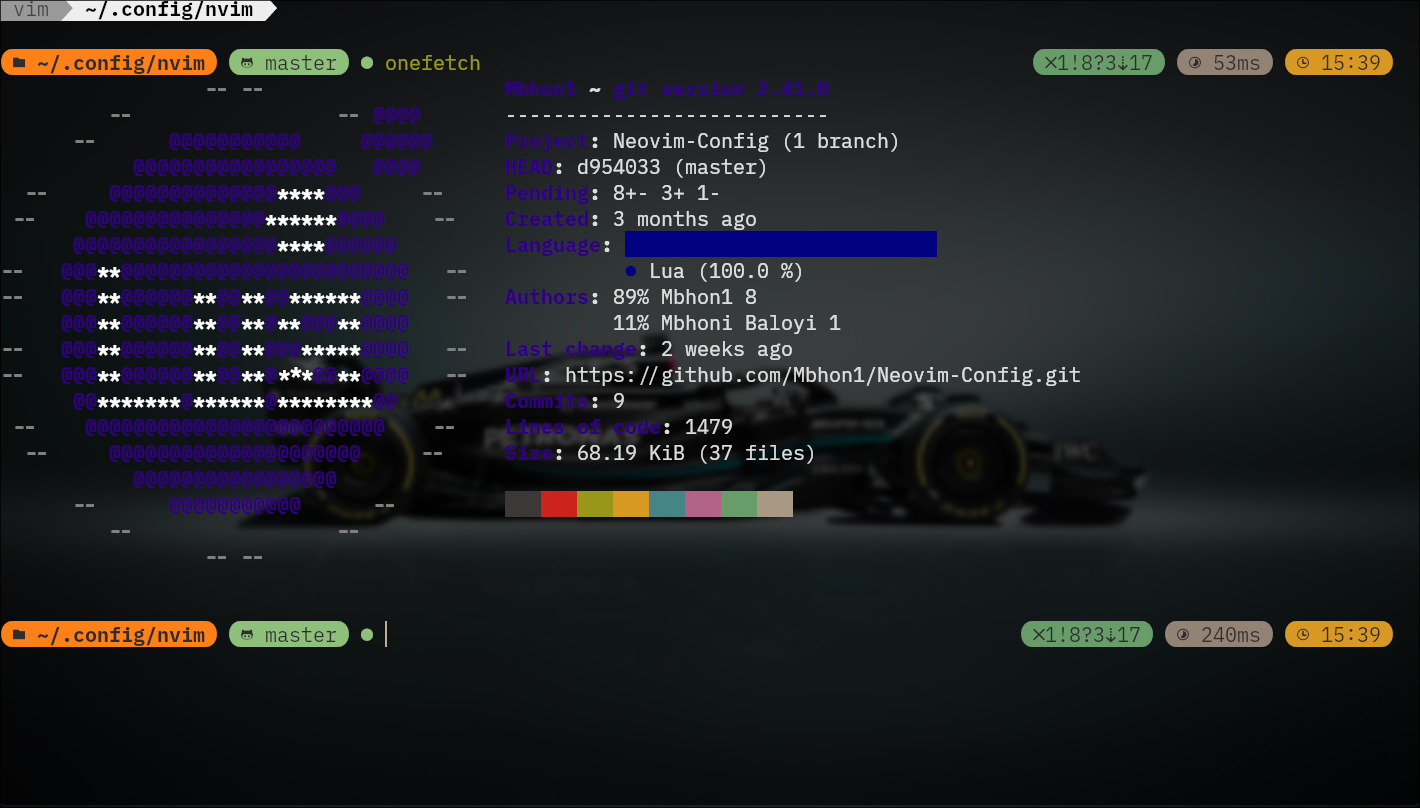 vim ~/.config/nvim
~/.config/nvim master ● onefetch ×1!8?3⇣17 53ms 15:39
Mbhon1 ~ git version 2.41.0
---------------------------
Project: Neovim-Config (1 branch)
HEAD: d954033 (master)
Pending: 8+- 3+ 1-
Created: 3 months ago
Language:
● Lua (100.0 %)
Authors: 89% Mbhon1 8
11% Mbhoni Baloyi 1
Last change: 2 weeks ago
URL: https://github.com/Mbhon1/Neovim-Config.git
Commits: 9
Lines of code: 1479
Size: 68.19 KiB (37 files)
PETRONAS
IWC
~/.config/nvim master ● ×1!8?3⇣17 240ms 15:39